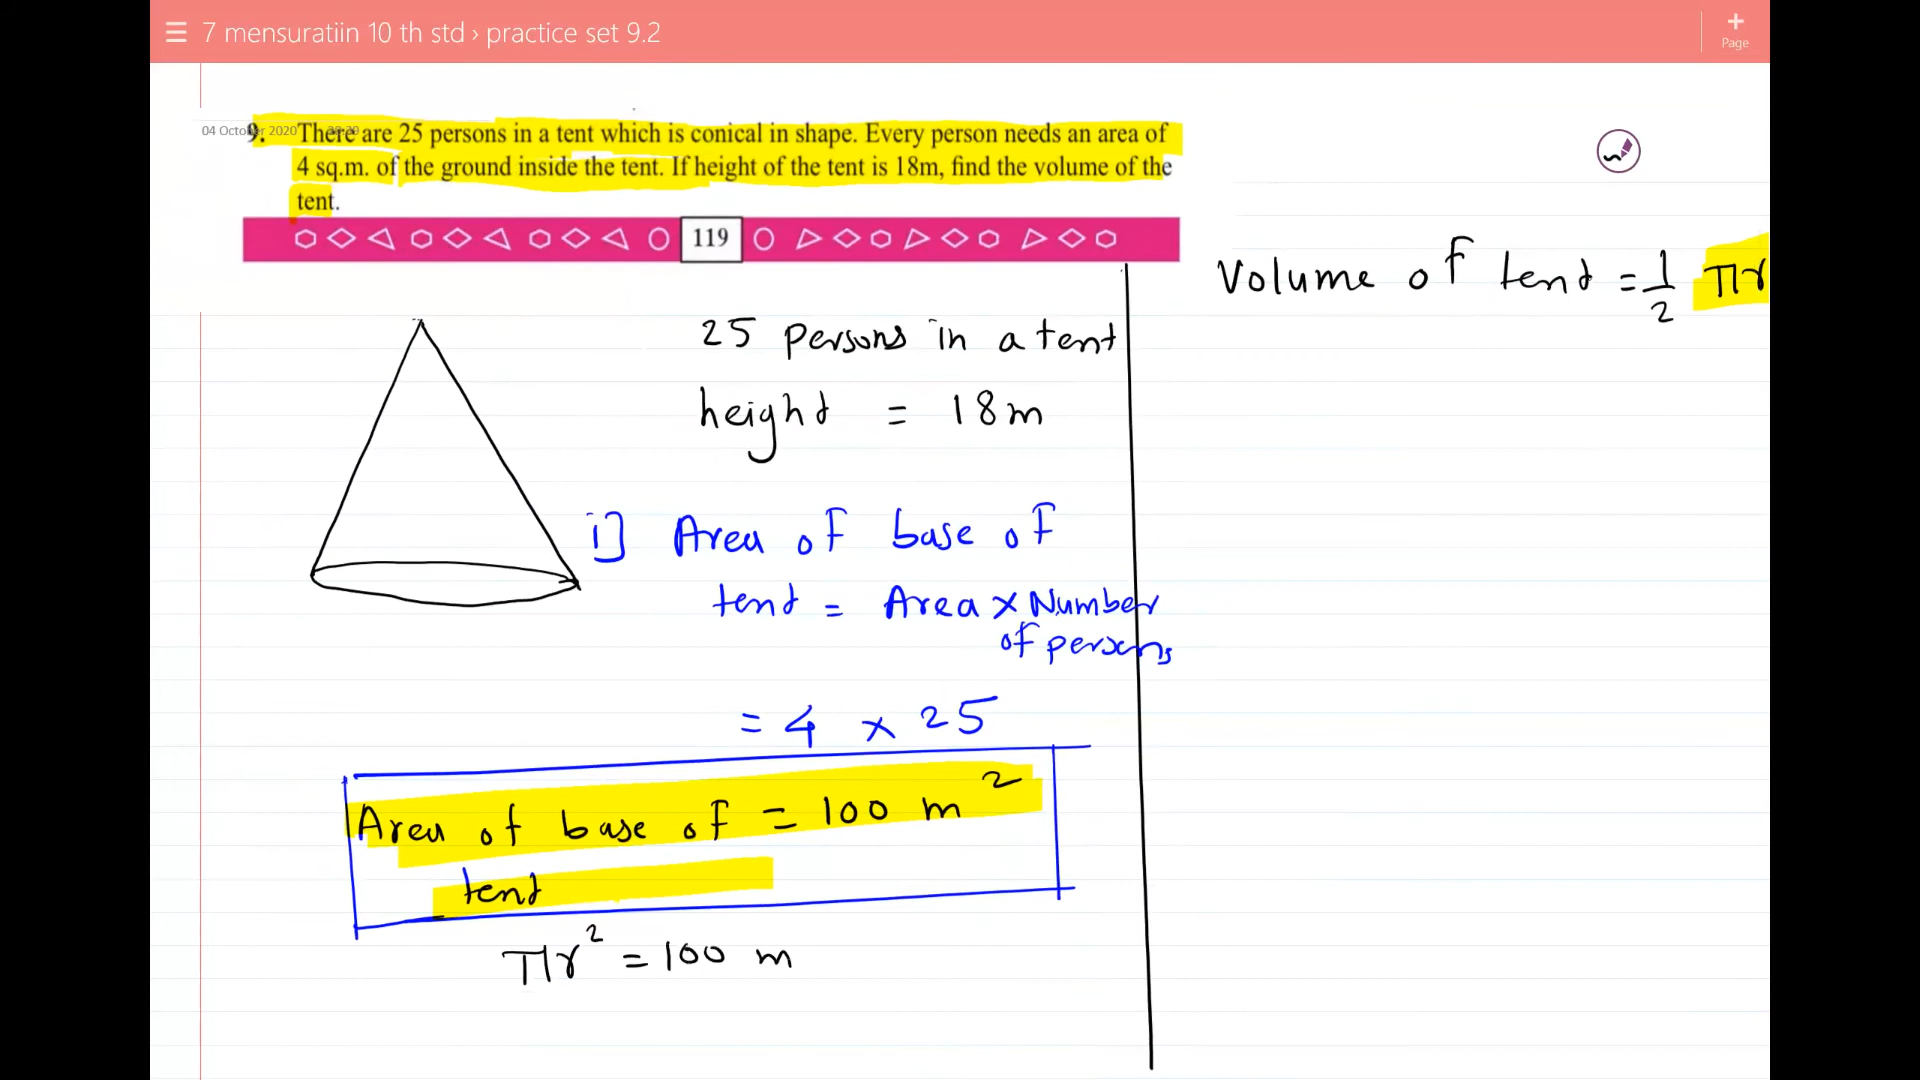 7 mensuratiin 10 th std › practice set 9.2
Page
04 October 2020
9. There are 25 persons in a tent which is conical in shape. Every person needs an area of
4 sq.m. of the ground inside the tent. If height of the tent is 18m, find the volume of the
tent.
119
25 persons in a tent
height = 18m
i] Area of base of
tent = Area x Number
of persons
= 4 x 25
Area of base of = 100 m²
tent
πr² = 100 m
Volume of tent = 1/2 πr